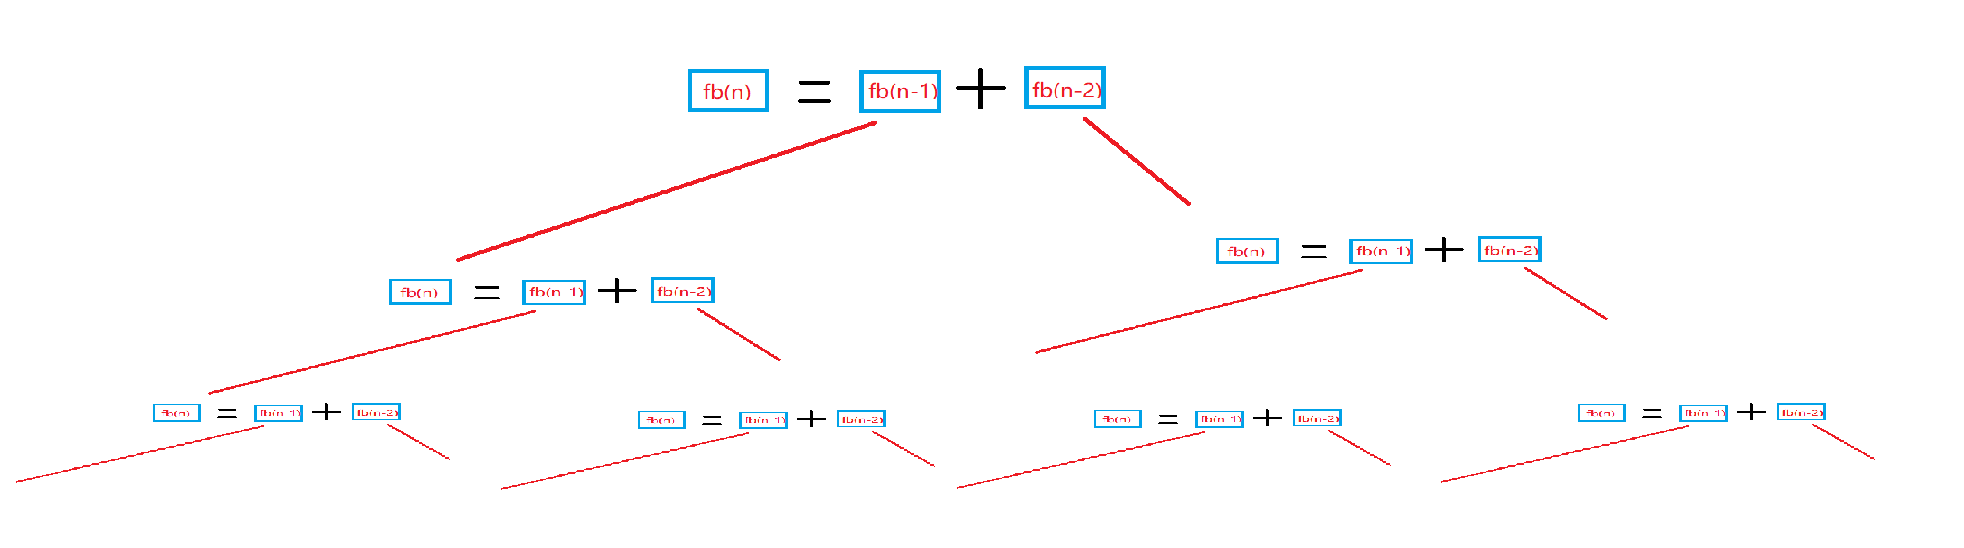 fb(n) = fb(n-1) + fb(n-2)
fb(n) = fb(n-1) + fb(n-2)
fb(n) = fb(n-1) + fb(n-2)
fb(n) = fb(n-1) + fb(n-2)
fb(n) = fb(n-1) + fb(n-2)
fb(n) = fb(n-1) + fb(n-2)
fb(n) = fb(n-1) + fb(n-2)